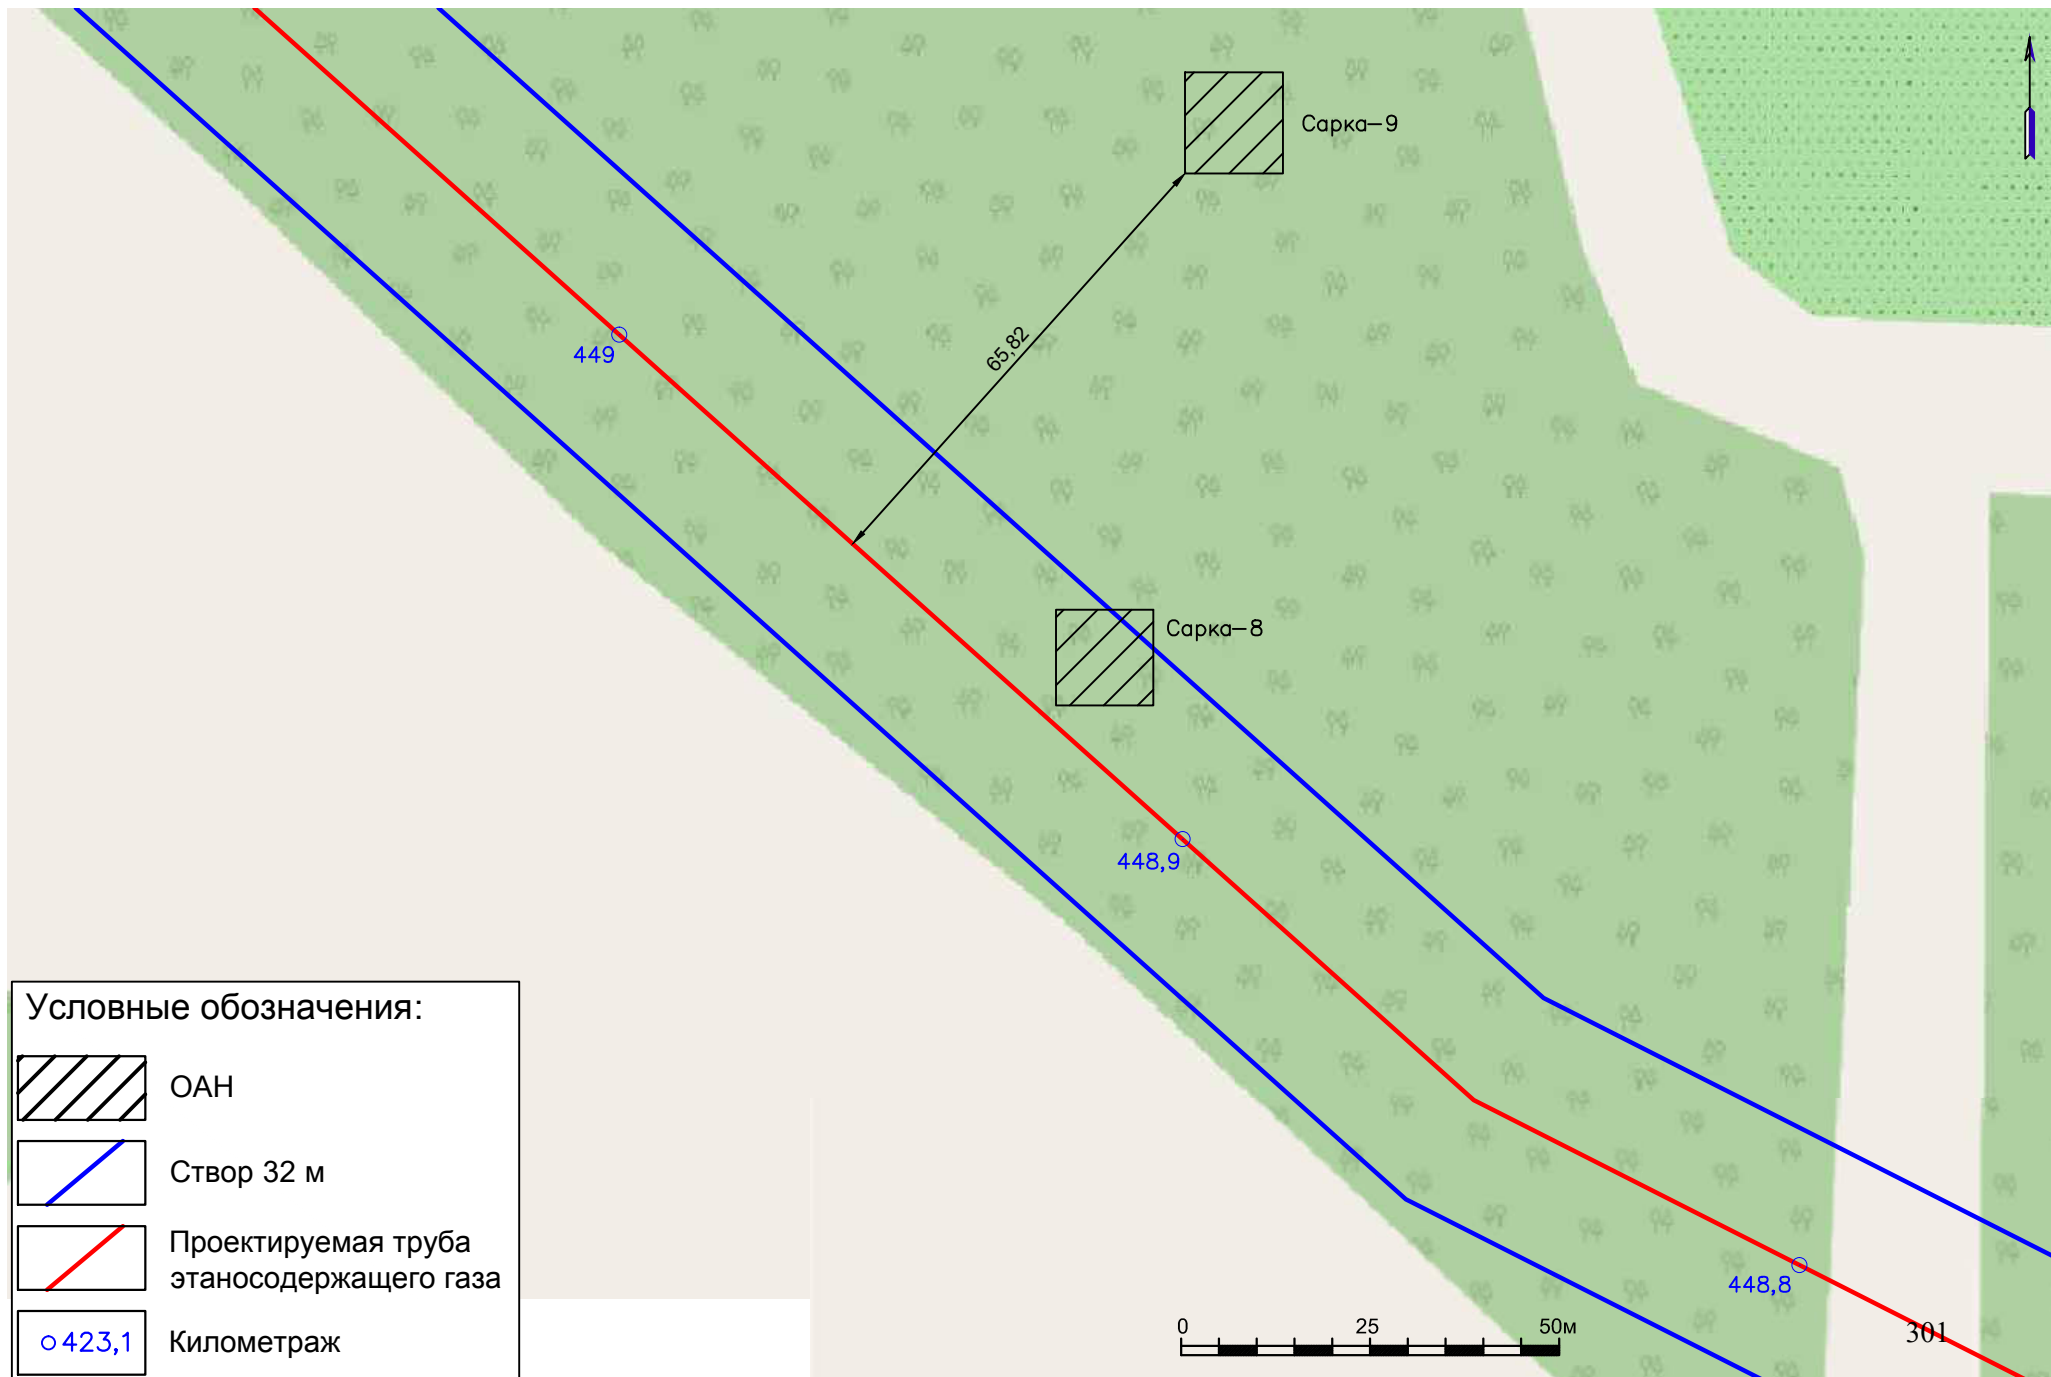 Сарка-9
65,82
449
Сарка-8
448,9
Условные обозначения:
ОАН
Створ 32 м
Проектируемая труба
этаносодержащего газа
423,1
Километраж
448,8
0 25 50м
301